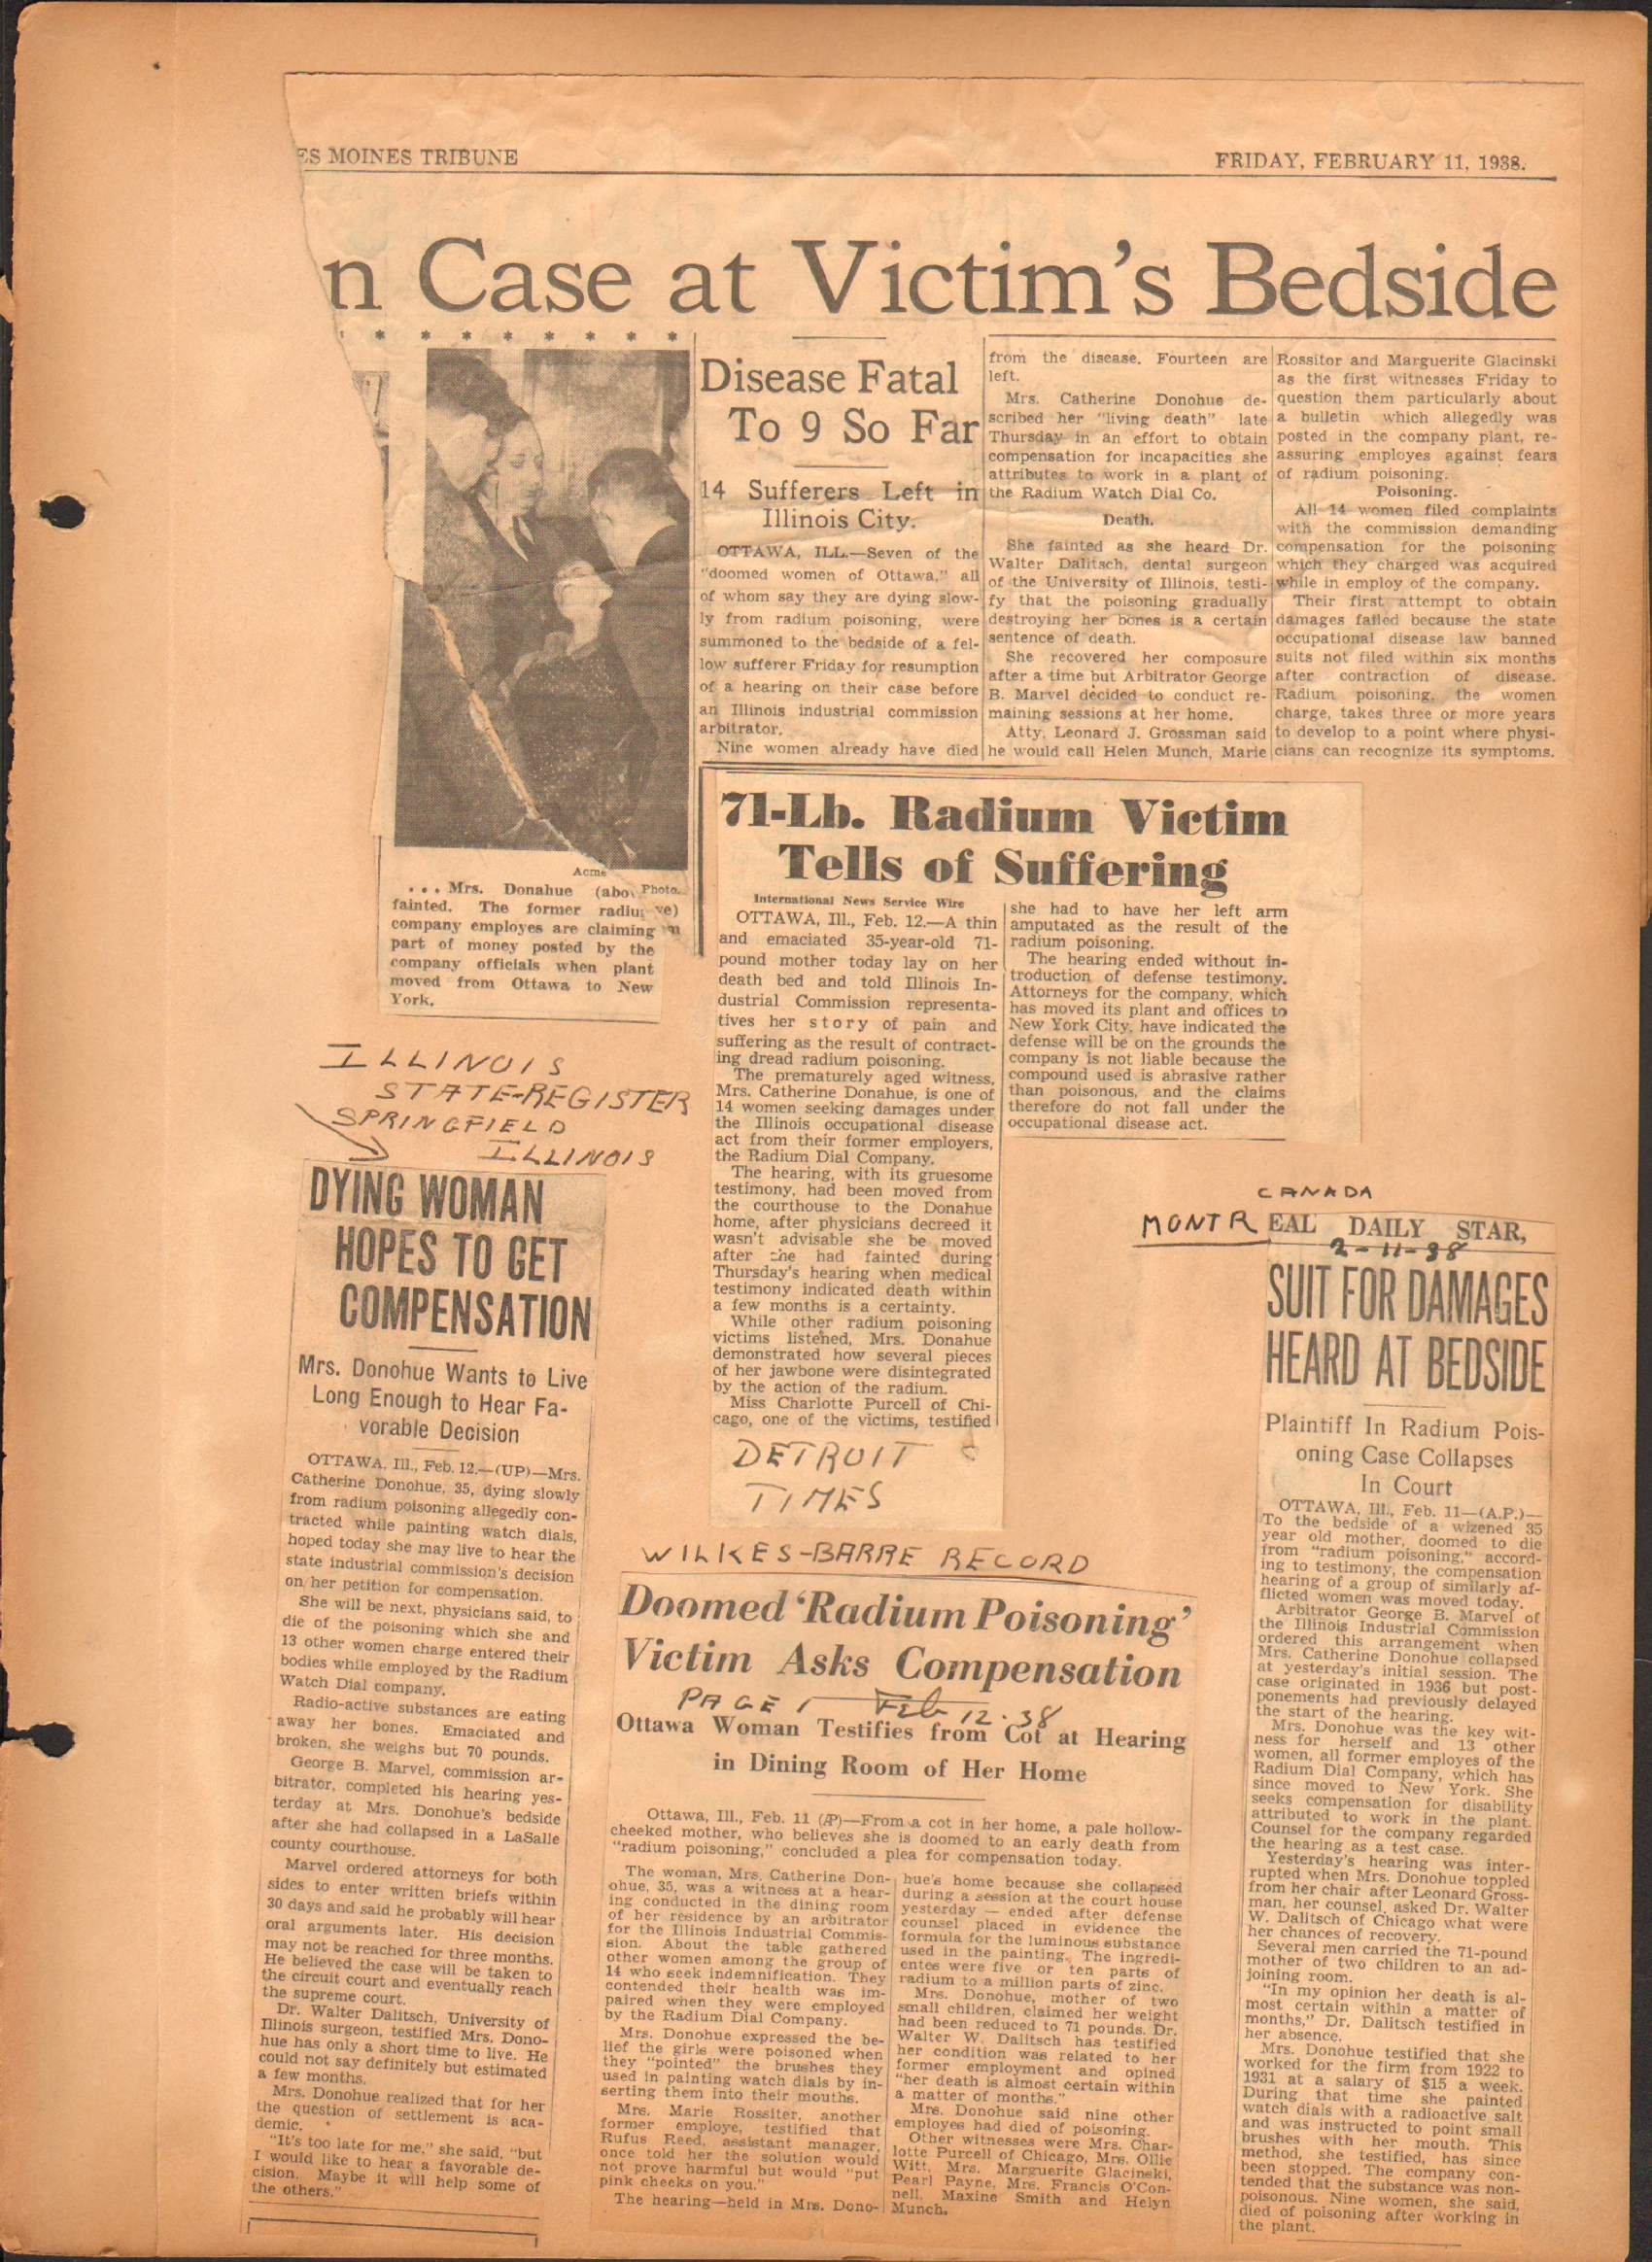 ES MOINES TRIBUNE
FRIDAY, FEBRUARY 11, 1938.
n Case at Victim's Bedside
* * * * * * * *
Acme
Photo.
. . . Mrs. Donahue (abov
ve)
fainted. The former radiu
m
company employes are claiming
part of money posted by the
company officials when plant
moved from Ottawa to New
York.
Disease Fatal
To 9 So Far
14 Sufferers Left in
Illinois City.
OTTAWA, ILL.—Seven of the
"doomed women of Ottawa," all
of whom say they are dying slow-
ly from radium poisoning, were
summoned to the bedside of a fel-
low sufferer Friday for resumption
of a hearing on their case before
an Illinois industrial commission
arbitrator.
Nine women already have died
from the disease. Fourteen are
left.
Mrs. Catherine Donohue de-
scribed her "living death" late
Thursday in an effort to obtain
compensation for incapacities she
attributes to work in a plant of
the Radium Watch Dial Co.
Death.
She fainted as she heard Dr.
Walter Dalitsch, dental surgeon
of the University of Illinois, testi-
fy that the poisoning gradually
destroying her bones is a certain
sentence of death.
She recovered her composure
after a time but Arbitrator George
B. Marvel decided to conduct re-
maining sessions at her home.
Atty. Leonard J. Grossman said
he would call Helen Munch, Marie
Rossitor and Marguerite Glacinski
as the first witnesses Friday to
question them particularly about
a bulletin which allegedly was
posted in the company plant, re-
assuring employes against fears
of radium poisoning.
Poisoning.
All 14 women filed complaints
with the commission demanding
compensation for the poisoning
which they charged was acquired
while in employ of the company.
Their first attempt to obtain
damages failed because the state
occupational disease law banned
suits not filed within six months
after contraction of disease.
Radium poisoning, the women
charge, takes three or more years
to develop to a point where physi-
cians can recognize its symptoms.
71-Lb. Radium Victim
Tells of Suffering
International News Service Wire
OTTAWA, Ill., Feb. 12.—A thin
and emaciated 35-year-old 71-
pound mother today lay on her
death bed and told Illinois In-
dustrial Commission representa-
tives her story of pain and
suffering as the result of contract-
ing dread radium poisoning.
The prematurely aged witness,
Mrs. Catherine Donahue, is one of
14 women seeking damages under
the Illinois occupational disease
act from their former employers,
the Radium Dial Company.
The hearing, with its gruesome
testimony, had been moved from
the courthouse to the Donahue
home, after physicians decreed it
wasn't advisable she be moved
after she had fainted during
Thursday's hearing when medical
testimony indicated death within
a few months is a certainty.
While other radium poisoning
victims listened, Mrs. Donahue
demonstrated how several pieces
of her jawbone were disintegrated
by the action of the radium.
Miss Charlotte Purcell of Chi-
cago, one of the victims, testified
she had to have her left arm
amputated as the result of the
radium poisoning.
The hearing ended without in-
troduction of defense testimony.
Attorneys for the company, which
has moved its plant and offices to
New York City, have indicated the
defense will be on the grounds the
company is not liable because the
compound used is abrasive rather
than poisonous, and the claims
therefore do not fall under the
occupational disease act.
DETROIT
TIMES
ILLINOIS
STATE-REGISTER
SPRINGFIELD
ILLINOIS
DYING WOMAN
HOPES TO GET
COMPENSATION
Mrs. Donohue Wants to Live
Long Enough to Hear Fa-
vorable Decision
OTTAWA, Ill., Feb. 12.—(UP)—Mrs.
Catherine Donohue, 35, dying slowly
from radium poisoning allegedly con-
tracted while painting watch dials,
hoped today she may live to hear the
state industrial commission's decision
on her petition for compensation.
She will be next, physicians said, to
die of the poisoning which she and
13 other women charge entered their
bodies while employed by the Radium
Watch Dial company.
Radio-active substances are eating
away her bones. Emaciated and
broken, she weighs but 70 pounds.
George B. Marvel, commission ar-
bitrator, completed his hearing yes-
terday at Mrs. Donohue's bedside
after she had collapsed in a LaSalle
county courthouse.
Marvel ordered attorneys for both
sides to enter written briefs within
30 days and said he probably will hear
oral arguments later. His decision
may not be reached for three months.
He believed the case will be taken to
the circuit court and eventually reach
the supreme court.
Dr. Walter Dalitsch, University of
Illinois surgeon, testified Mrs. Dono-
hue has only a short time to live. He
could not say definitely but estimated
a few months.
Mrs. Donohue realized that for her
the question of settlement is aca-
demic.
"It's too late for me," she said, "but
I would like to hear a favorable de-
cision. Maybe it will help some of
the others."
WILKES-BARRE RECORD
Doomed 'Radium Poisoning'
Victim Asks Compensation
PAGE 1 Feb 12-38
Ottawa Woman Testifies from Cot at Hearing
in Dining Room of Her Home
Ottawa, Ill., Feb. 11 (AP)—From a cot in her home, a pale hollow-
cheeked mother, who believes she is doomed to an early death from
"radium poisoning," concluded a plea for compensation today.
The woman, Mrs. Catherine Don-
ohue, 35, was a witness at a hear-
ing conducted in the dining room
of her residence by an arbitrator
for the Illinois Industrial Commis-
sion. About the table gathered
other women among the group of
14 who seek indemnification. They
contended their health was im-
paired when they were employed
by the Radium Dial Company.
Mrs. Donohue expressed the be-
lief the girls were poisoned when
they "pointed" the brushes they
used in painting watch dials by in-
serting them into their mouths.
Mrs. Marie Rossiter, another
former employe, testified that
Rufus Reed, assistant manager,
once told her the solution would
not prove harmful but would "put
pink cheeks on you."
The hearing—held in Mrs. Dono-
hue's home because she collapsed
during a session at the court house
yesterday — ended after defense
counsel placed in evidence the
formula for the luminous substance
used in the painting. The ingredi-
entes were five or ten parts of
radium to a million parts of zinc.
Mrs. Donohue, mother of two
small children, claimed her weight
had been reduced to 71 pounds. Dr.
Walter W. Dalitsch has testified
her condition was related to her
former employment and opined
"her death is almost certain within
a matter of months."
Mrs. Donohue said nine other
employes had died of poisoning.
Other witnesses were Mrs. Char-
lotte Purcell of Chicago, Mrs. Ollie
Witt, Mrs. Marguerite Glacinski,
Pearl Payne, Mrs. Francis O'Con-
nell, Maxine Smith and Helyn
Munch.
CANADA
MONTREAL DAILY STAR,
2-11-38
SUIT FOR DAMAGES
HEARD AT BEDSIDE
Plaintiff In Radium Pois-
oning Case Collapses
In Court
OTTAWA, Ill., Feb. 11—(A.P.)—
To the bedside of a wizened 35
year old mother, doomed to die
from "radium poisoning," accord-
ing to testimony, the compensation
hearing of a group of similarly af-
flicted women was moved today.
Arbitrator George B. Marvel of
the Illinois Industrial Commission
ordered this arrangement when
Mrs. Catherine Donohue collapsed
at yesterday's initial session. The
case originated in 1936 but post-
ponements had previously delayed
the start of the hearing.
Mrs. Donohue was the key wit-
ness for herself and 13 other
women, all former employes of the
Radium Dial Company, which has
since moved to New York. She
seeks compensation for disability
attributed to work in the plant.
Counsel for the company regarded
the hearing as a test case.
Yesterday's hearing was inter-
rupted when Mrs. Donohue toppled
from her chair after Leonard Gross-
man, her counsel, asked Dr. Walter
W. Dalitsch of Chicago what were
her chances of recovery.
Several men carried the 71-pound
mother of two children to an ad-
joining room.
"In my opinion her death is al-
most certain within a matter of
months," Dr. Dalitsch testified in
her absence.
Mrs. Donohue testified that she
worked for the firm from 1922 to
1931 at a salary of $15 a week.
During that time she painted
watch dials with a radioactive salt
and was instructed to point small
brushes with her mouth. This
method, she testified, has since
been stopped. The company con-
tended that the substance was non-
poisonous. Nine women, she said,
died of poisoning after working in
the plant.